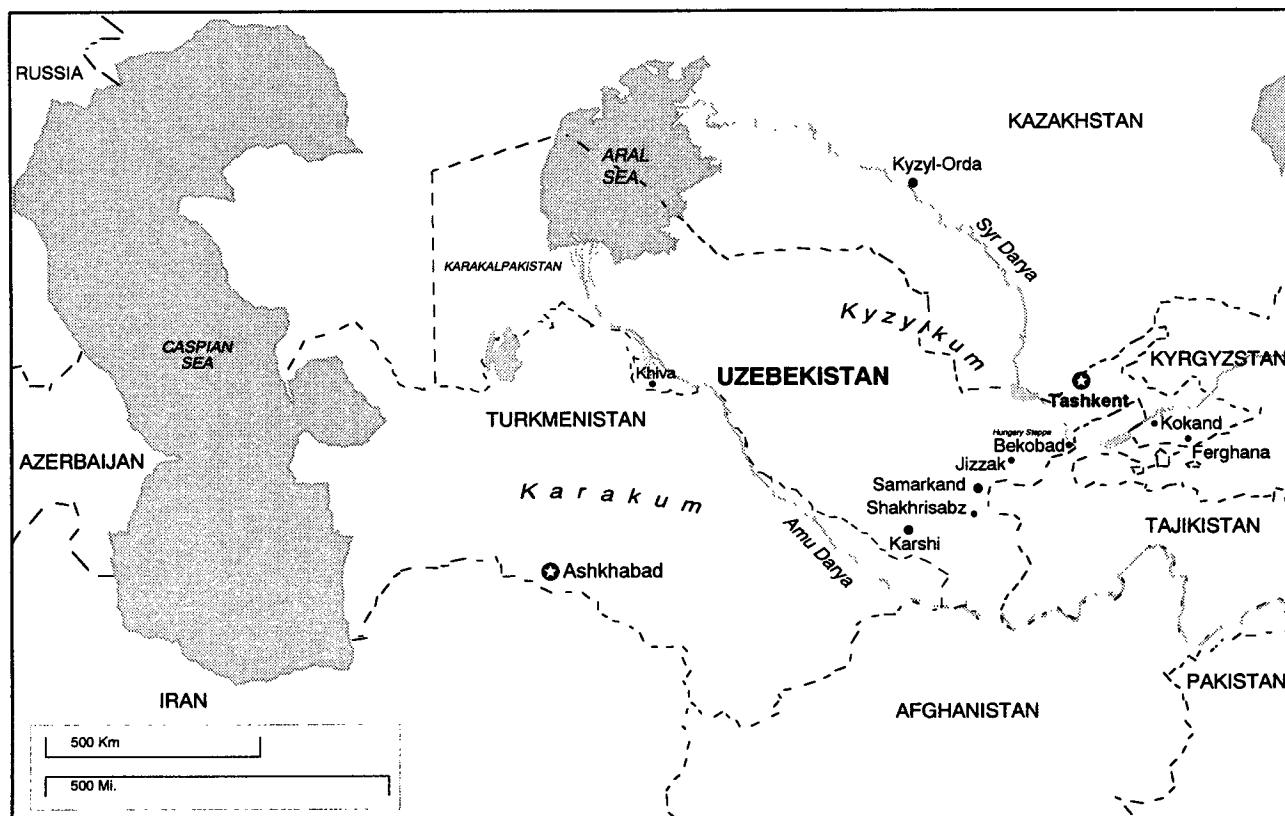 RUSSIA
KAZAKHSTAN
ARAL
SEA
Kyzyl-Orda
Syr Darya
KARAKALPAKISTAN
Kyzylkum
CASPIAN
SEA
KYRGYZSTAN
Khiva
UZEBEKISTAN
Tashkent
TURKMENISTAN
Kokand
Hungery Steppe
Bekobad
Ferghana
AZERBAIJAN
Jizzak
Samarkand
Karakum
Shakhrisabz
TAJIKISTAN
Amu Darya
Karshi
Ashkhabad
PAKISTAN
IRAN
AFGHANISTAN
500 Km
500 Mi.